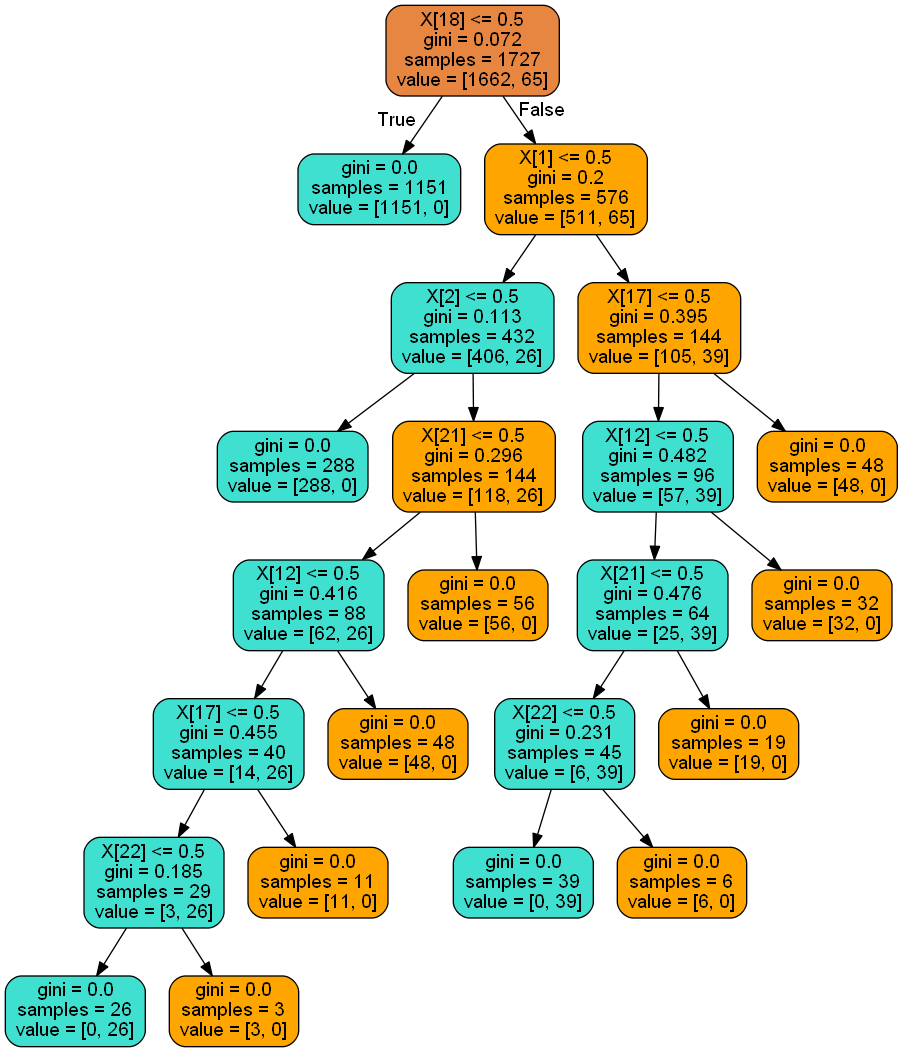 X[18] <= 0.5
gini = 0.072
samples = 1727
value = [1662, 65]
True
False
gini = 0.0
samples = 1151
value = [1151, 0]
X[1] <= 0.5
gini = 0.2
samples = 576
value = [511, 65]
X[2] <= 0.5
gini = 0.113
samples = 432
value = [406, 26]
X[17] <= 0.5
gini = 0.395
samples = 144
value = [105, 39]
gini = 0.0
samples = 288
value = [288, 0]
X[21] <= 0.5
gini = 0.296
samples = 144
value = [118, 26]
X[12] <= 0.5
gini = 0.482
samples = 96
value = [57, 39]
gini = 0.0
samples = 48
value = [48, 0]
X[12] <= 0.5
gini = 0.416
samples = 88
value = [62, 26]
gini = 0.0
samples = 56
value = [56, 0]
X[21] <= 0.5
gini = 0.476
samples = 64
value = [25, 39]
gini = 0.0
samples = 32
value = [32, 0]
X[17] <= 0.5
gini = 0.455
samples = 40
value = [14, 26]
gini = 0.0
samples = 48
value = [48, 0]
X[22] <= 0.5
gini = 0.231
samples = 45
value = [6, 39]
gini = 0.0
samples = 19
value = [19, 0]
X[22] <= 0.5
gini = 0.185
samples = 29
value = [3, 26]
gini = 0.0
samples = 11
value = [11, 0]
gini = 0.0
samples = 39
value = [0, 39]
gini = 0.0
samples = 6
value = [6, 0]
gini = 0.0
samples = 26
value = [0, 26]
gini = 0.0
samples = 3
value = [3, 0]